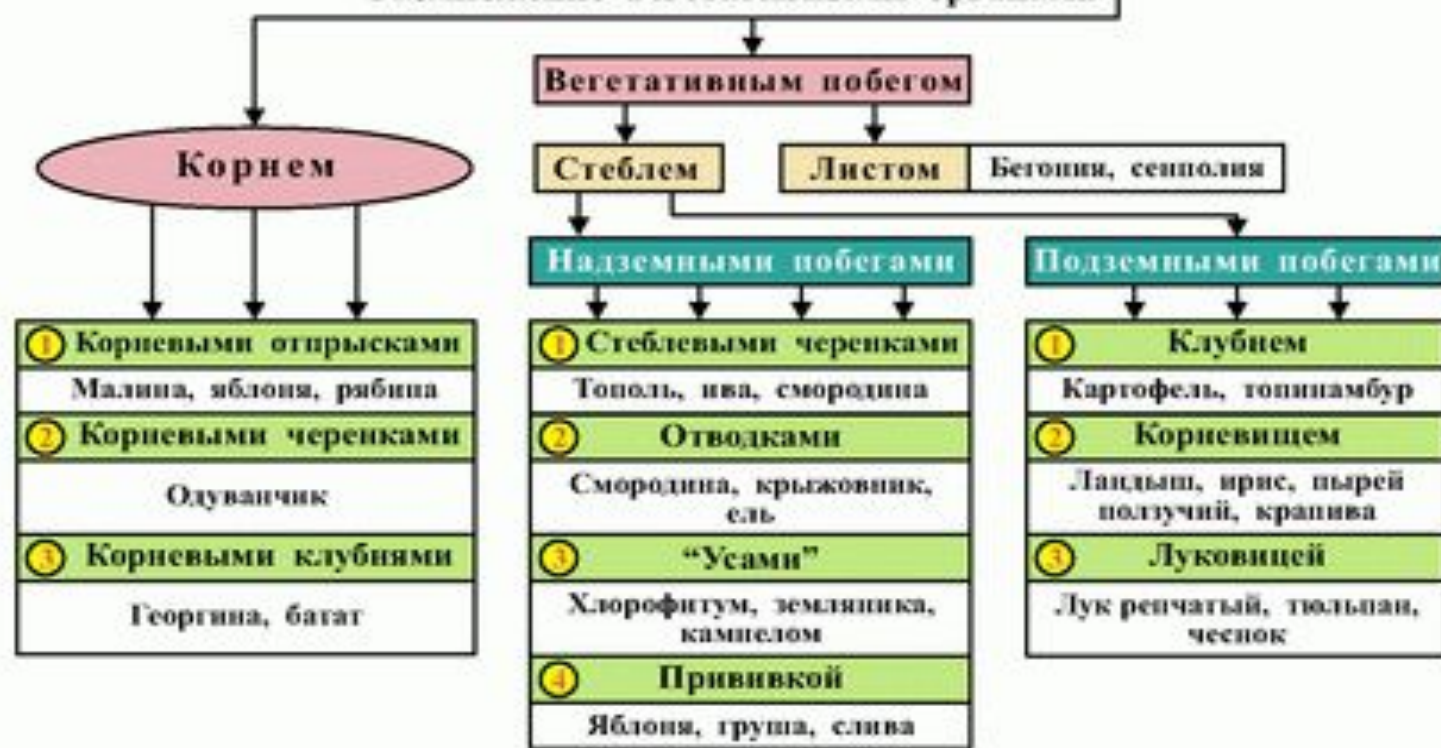 Вегетативным побегом
Корнем
Стеблем
Листом
Бегония, сенполия
Надземными побегами
Подземными побегами
1 Корневыми отпрысками
Малина, яблоня, рябина
2 Корневыми черенками
Одуванчик
3 Корневыми клубнями
Георгина, батат
1 Стеблевыми черенками
Тополь, ива, смородина
2 Отводками
Смородина, крыжовник,
ель
3 “Усами”
Хлорофитум, земляника,
кампелом
4 Прививкой
Яблоня, груша, слива
1 Клубнем
Картофель, топинамбур
2 Корневищем
Ландыш, ирис, пырей
ползучий, крапива
3 Луковицей
Лук репчатый, тюльпан,
чеснок